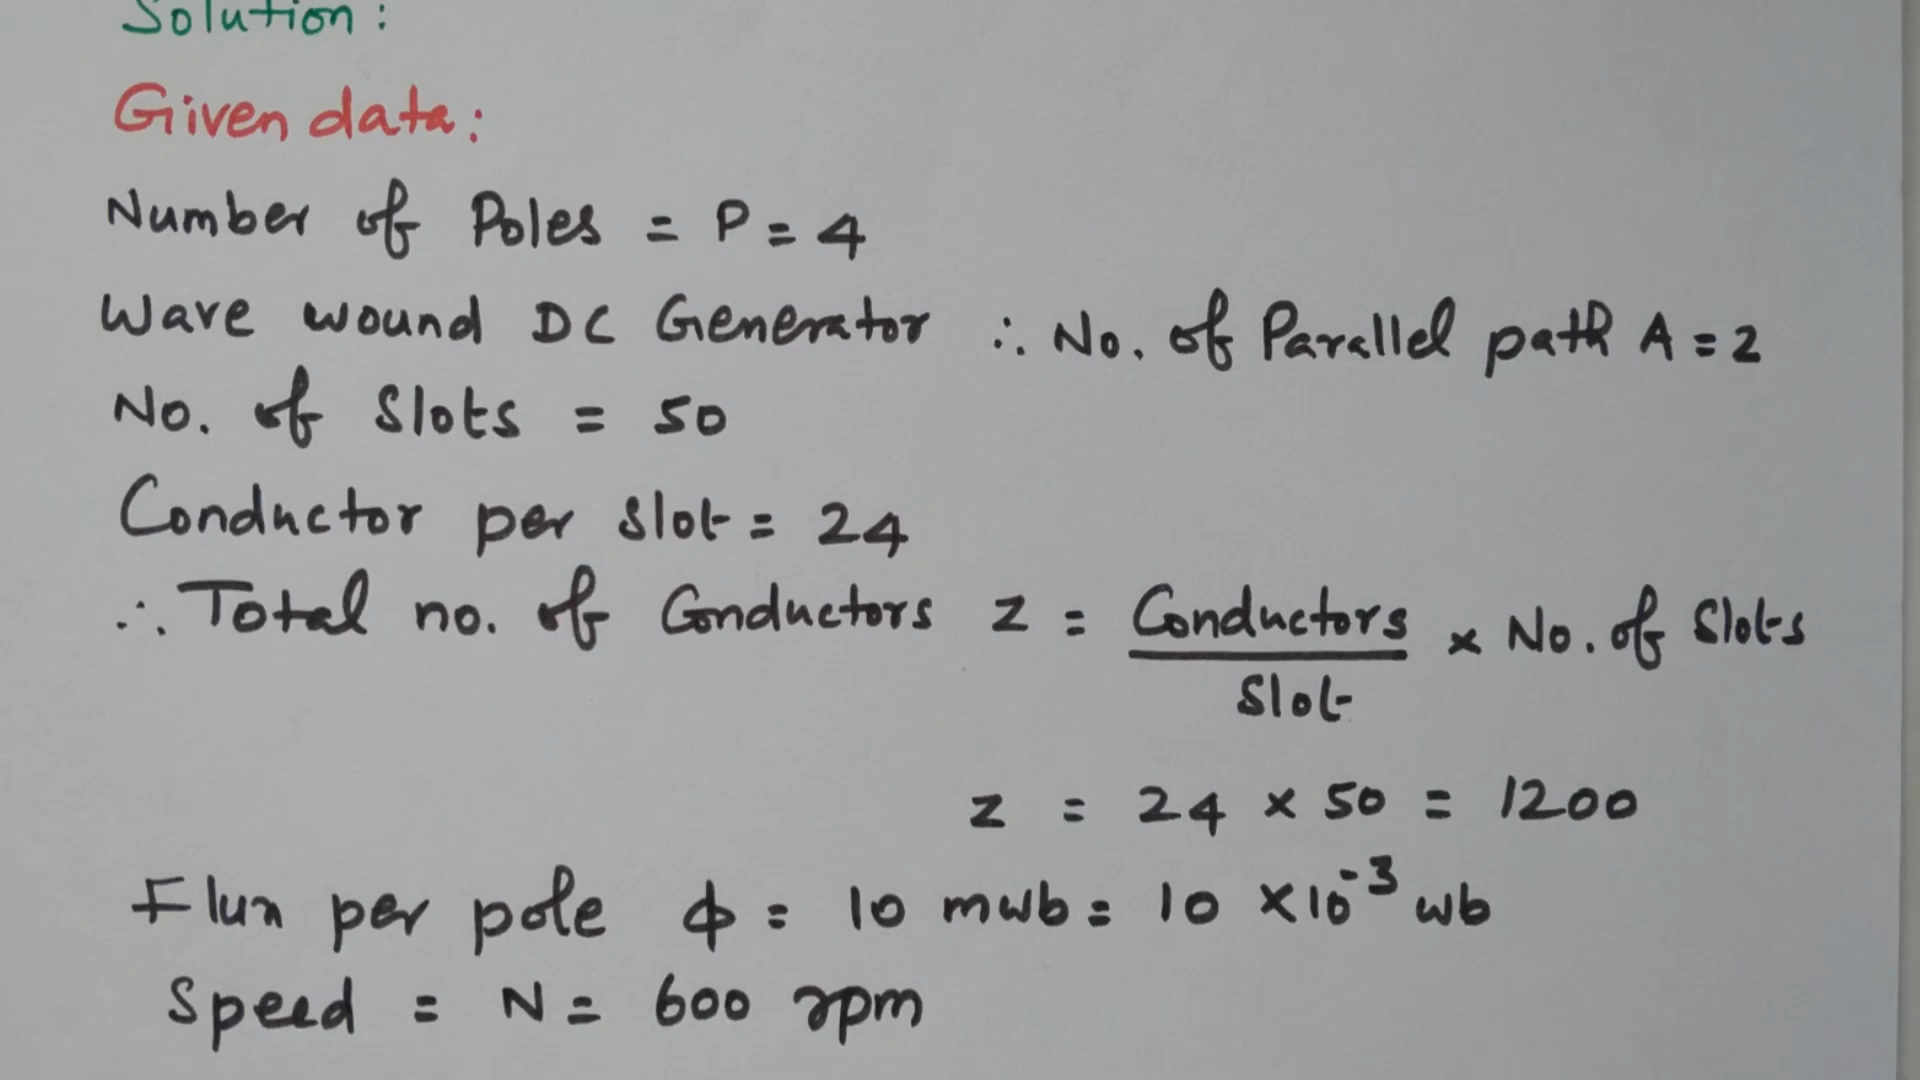 Solution:
Given data:
Number of Poles = P = 4
Wave wound DC Generator ∴ No. of Parallel path A = 2
No. of Slots = 50
Conductor per slot = 24
∴ Total no. of Conductors Z = Conductors / Slot × No. of Slots
Z = 24 × 50 = 1200
Flux per pole ϕ = 10 mwb = 10 × 10⁻³ wb
Speed = N = 600 rpm